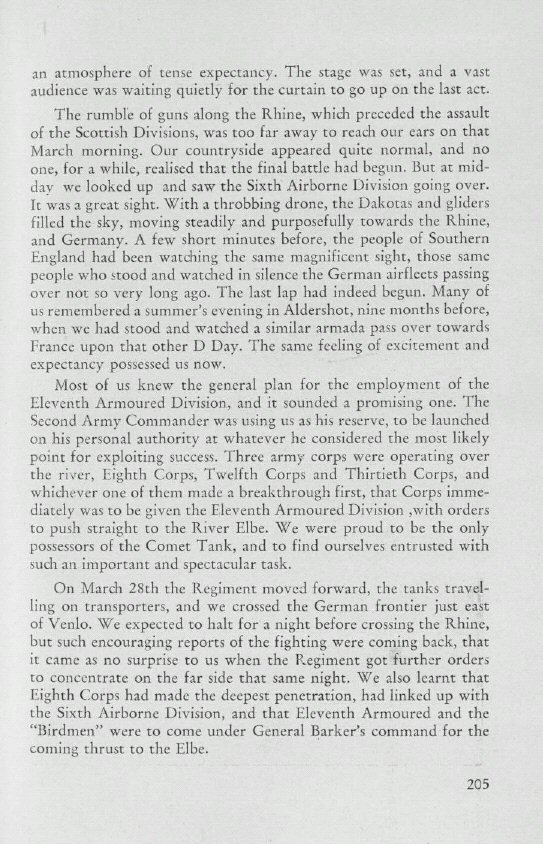 an atmosphere of tense expectancy. The stage was set, and a vast
audience was waiting quietly for the curtain to go up on the last act.
The rumble of guns along the Rhine, which preceded the assault
of the Scottish Divisions, was too far away to reach our ears on that
March morning. Our countryside appeared quite normal, and no
one, for a while, realised that the final battle had begun. But at mid-
day we looked up and saw the Sixth Airborne Division going over.
It was a great sight. With a throbbing drone, the Dakotas and gliders
filled the sky, moving steadily and purposefully towards the Rhine,
and Germany. A few short minutes before, the people of Southern
England had been watching the same magnificent sight, those same
people who stood and watched in silence the German airfleets passing
over not so very long ago. The last lap had indeed begun. Many of
us remembered a summer's evening in Aldershot, nine months before,
when we had stood and watched a similar armada pass over towards
France upon that other D Day. The same feeling of excitement and
expectancy possessed us now.
Most of us knew the general plan for the employment of the
Eleventh Armoured Division, and it sounded a promising one. The
Second Army Commander was using us as his reserve, to be launched
on his personal authority at whatever he considered the most likely
point for exploiting success. Three army corps were operating over
the river, Eighth Corps, Twelfth Corps and Thirtieth Corps, and
whichever one of them made a breakthrough first, that Corps imme-
diately was to be given the Eleventh Armoured Division ,with orders
to push straight to the River Elbe. We were proud to be the only
possessors of the Comet Tank, and to find ourselves entrusted with
such an important and spectacular task.
On March 28th the Regiment moved forward, the tanks travel-
ling on transporters, and we crossed the German frontier just east
of Venlo. We expected to halt for a night before crossing the Rhine,
but such encouraging reports of the fighting were coming back, that
it came as no surprise to us when the Regiment got further orders
to concentrate on the far side that same night. We also learnt that
Eighth Corps had made the deepest penetration, had linked up with
the Sixth Airborne Division, and that Eleventh Armoured and the
“Birdmen” were to come under General Barker's command for the
coming thrust to the Elbe.
205